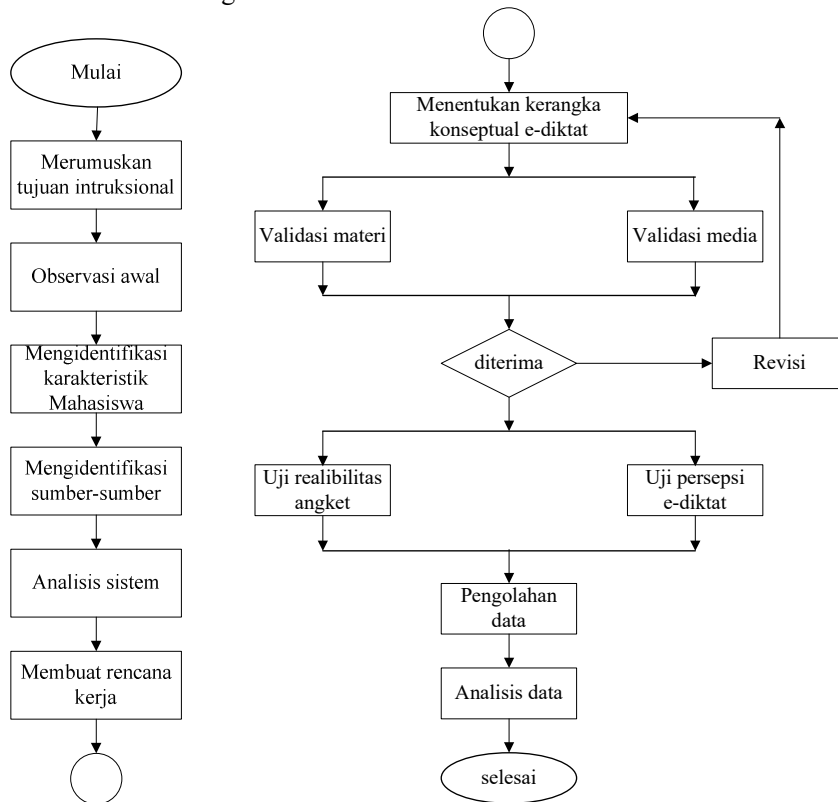 Mulai
Merumuskan
tujuan intruksional
Observasi awal
Mengidentifikasi
karakteristik
Mahasiswa
Mengidentifikasi
sumber-sumber
Analisis sistem
Membuat rencana
kerja
Menentukan kerangka
konseptual e-diktat
Validasi materi
Validasi media
diterima
Revisi
Uji realibilitas
angket
Uji persepsi
e-diktat
Pengolahan
data
Analisis data
selesai